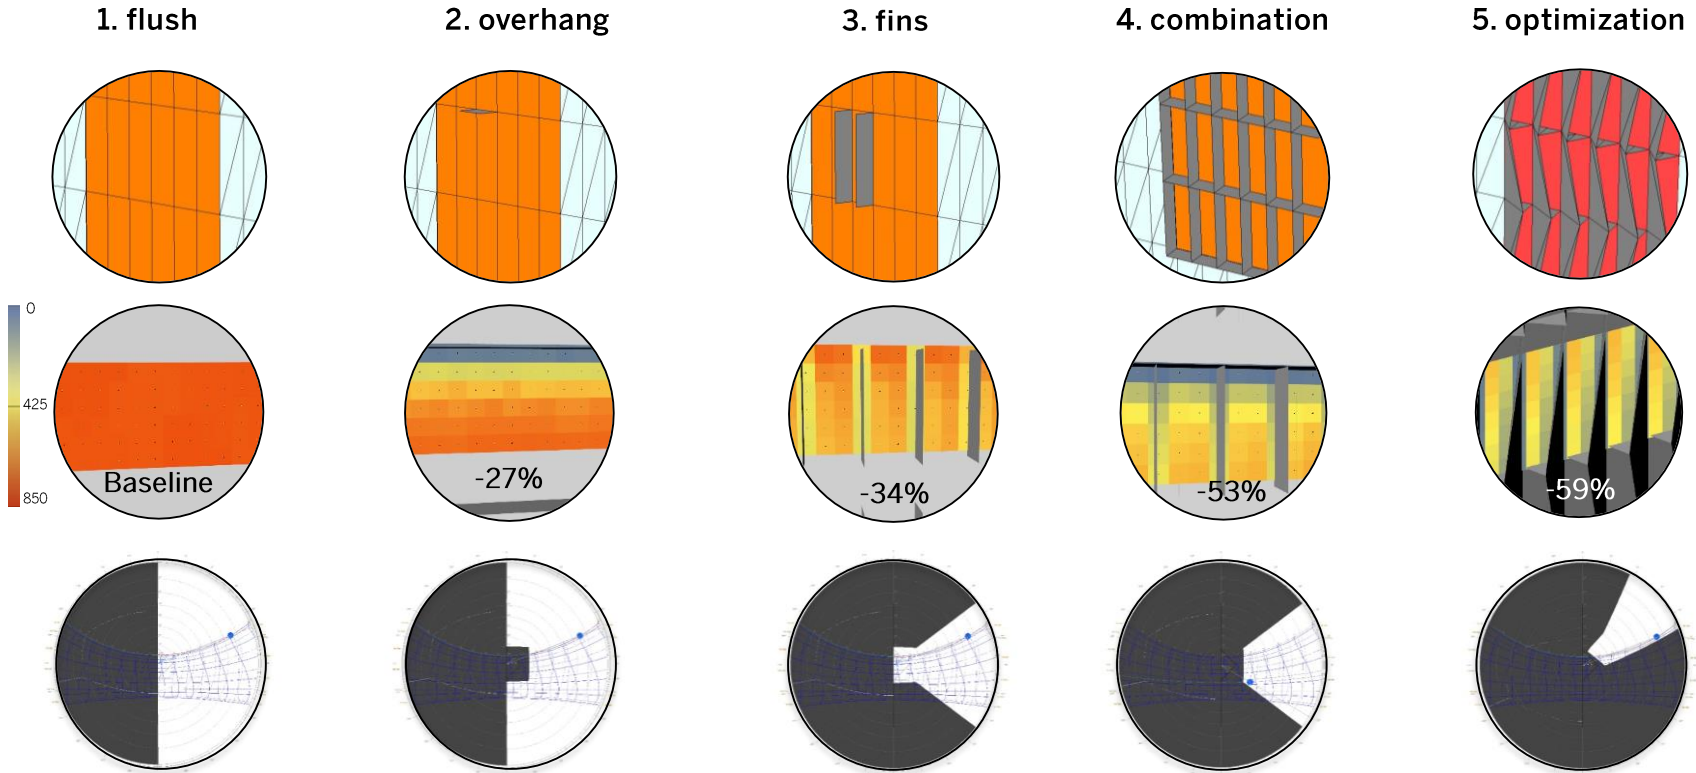 1. flush
2. overhang
3. fins
4. combination
5. optimization
0
425
850
Baseline
-27%
-34%
-53%
-59%